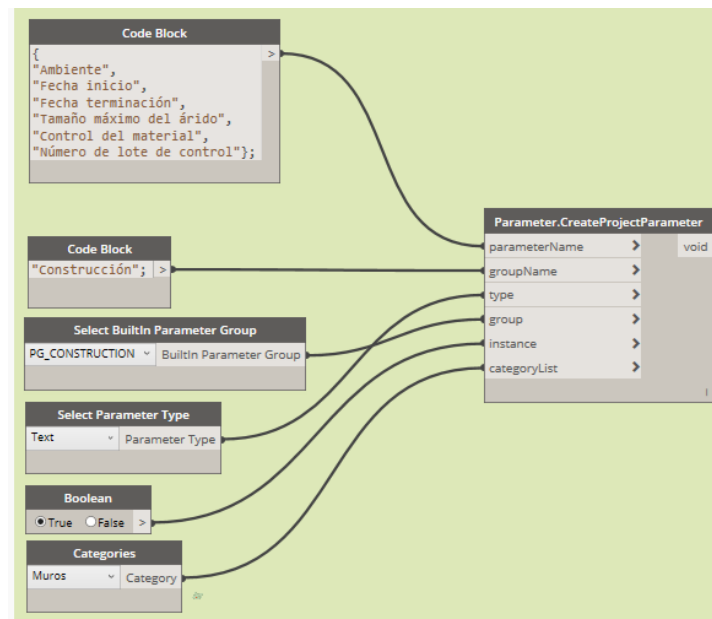 Code Block
{ >
"Ambiente",
"Fecha inicio",
"Fecha terminación",
"Tamaño máximo del árido",
"Control del material",
"Número de lote de control"};
Parameter.CreateProjectParameter
parameterName > void
groupName >
type >
group >
instance >
categoryList >
Code Block
"Construcción"; >
Select BuiltIn Parameter Group
PG_CONSTRUCTION BuiltIn Parameter Group
Select Parameter Type
Text Parameter Type
Boolean
True False >
Categories
Muros Category